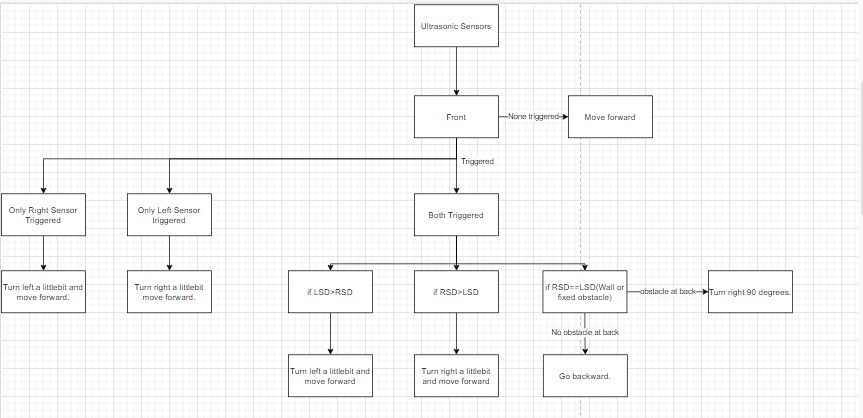 Ultrasonic Sensors
Front
None triggered
Move forward
Triggered
Only Right Sensor
Triggered
Only Left Sensor
triggered
Both Triggered
Turn left a littlebit and
move forward.
Turn right a littlebit
move forward.
if LSD>RSD
if RSD>LSD
if RSD==LSD(Wall or
fixed obstacle)
obstacle at back
Turn right 90 degrees.
No obstacle at back
Turn left a littlebit and
move forward
Turn right a littlebit
and move forward
Go backward.